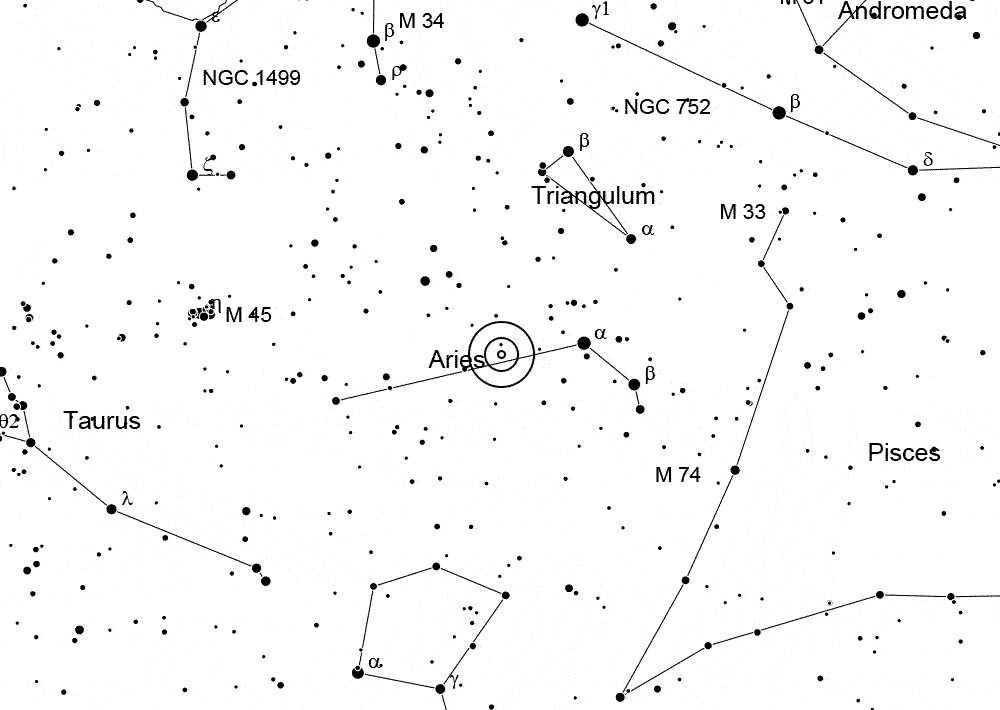 ε
β
M 34
γ1
Andromeda
ρ
NGC 1499
NGC 752
β
ζ
β
δ
Triangulum
M 33
α
η
M 45
α
Aries
β
θ2
Taurus
Pisces
M 74
λ
α
γ